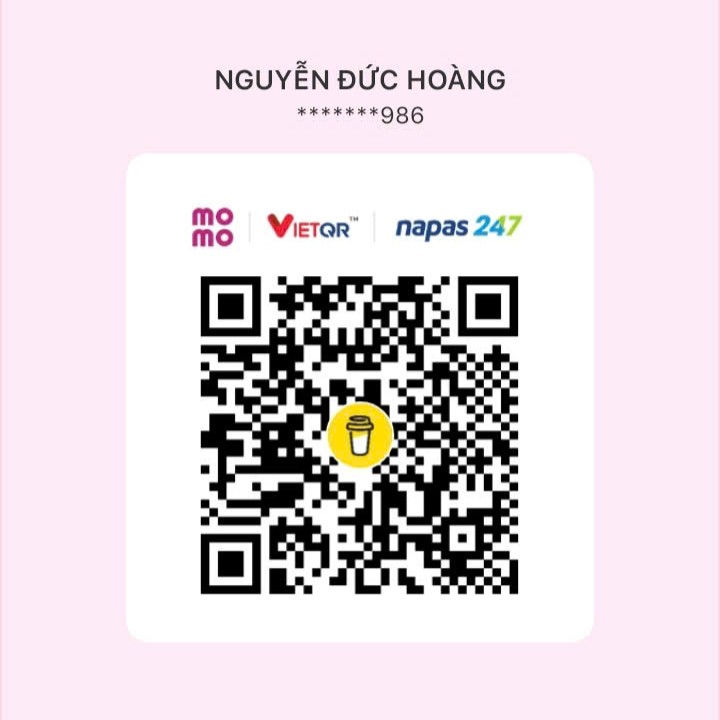 NGUYỄN ĐỨC HOÀNG
*******986
mo mo VIETQR™ napas 247